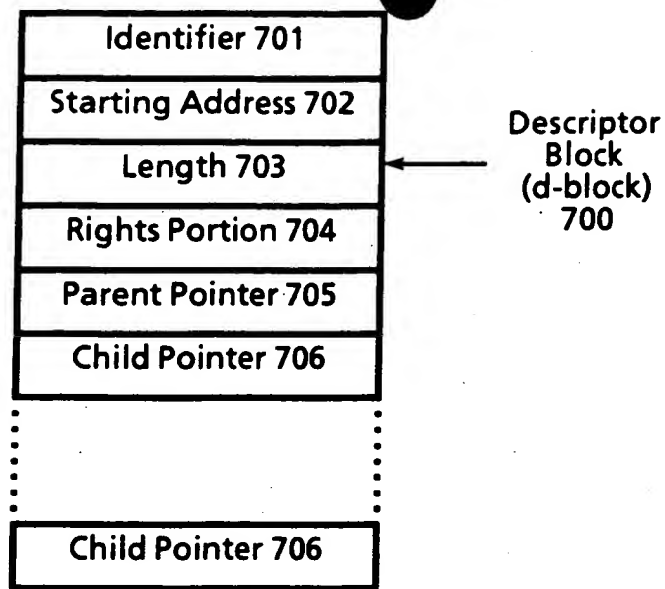 Identifier 701
Starting Address 702
Length 703
Rights Portion 704
Parent Pointer 705
Child Pointer 706
Child Pointer 706
Descriptor
Block
(d-block)
700